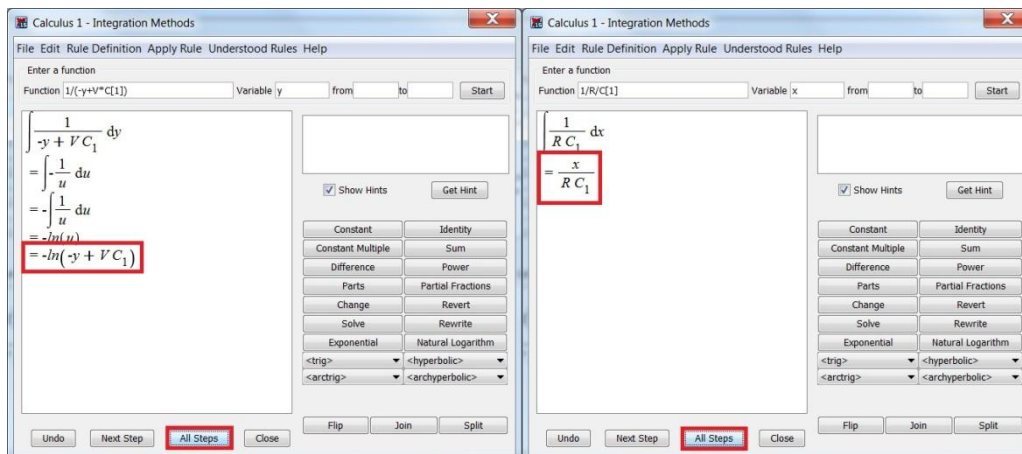 Calculus 1 - Integration Methods
File Edit Rule Definition Apply Rule Understood Rules Help
Enter a function
Function 1/(-y+V*C[1]) Variable y from to Start
∫ 1/(-y + V C₁) dy
= ∫ -1/u du
= -∫ 1/u du
= -ln(u)
= -ln(-y + V C₁)
Show Hints Get Hint
Constant Identity
Constant Multiple Sum
Difference Power
Parts Partial Fractions
Change Revert
Solve Rewrite
Exponential Natural Logarithm
<trig> <hyperbolic>
<arctrig> <archyperbolic>
Flip Join Split
Undo Next Step All Steps Close
Calculus 1 - Integration Methods
File Edit Rule Definition Apply Rule Understood Rules Help
Enter a function
Function 1/R/C[1] Variable x from to Start
∫ 1/(R C₁) dx
= x/(R C₁)
Show Hints Get Hint
Constant Identity
Constant Multiple Sum
Difference Power
Parts Partial Fractions
Change Revert
Solve Rewrite
Exponential Natural Logarithm
<trig> <hyperbolic>
<arctrig> <archyperbolic>
Flip Join Split
Undo Next Step All Steps Close